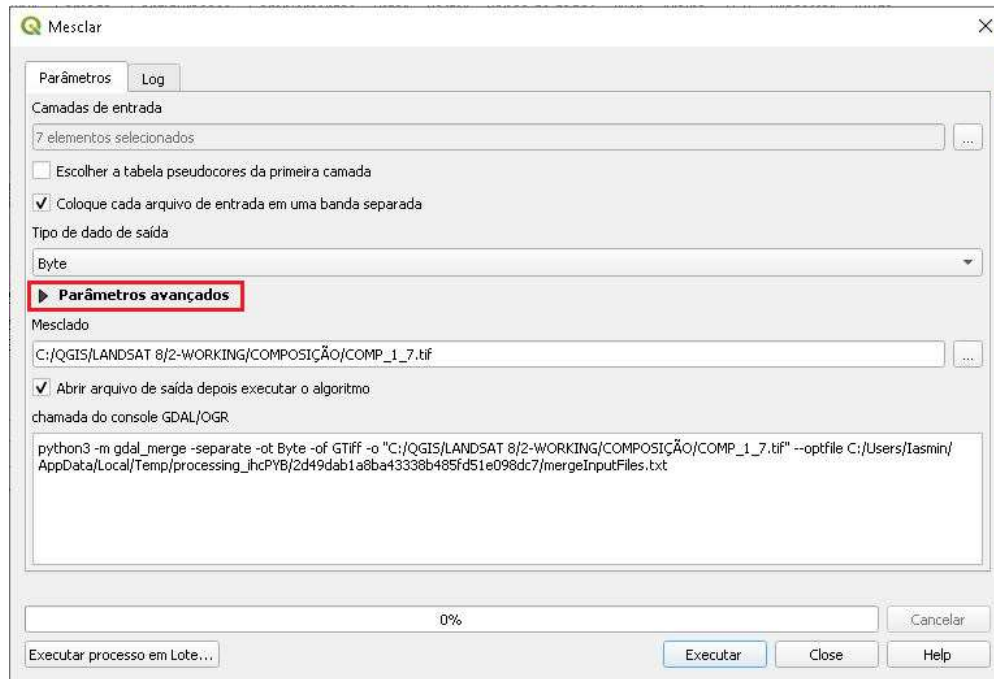 Mesclar
Parâmetros
Log
Camadas de entrada
7 elementos selecionados
...
Escolher a tabela pseudocores da primeira camada
Coloque cada arquivo de entrada em uma banda separada
Tipo de dado de saída
Byte
Parâmetros avançados
Mesclado
C:/QGIS/LANDSAT 8/2-WORKING/COMPOSIÇÃO/COMP_1_7.tif
...
Abrir arquivo de saída depois executar o algoritmo
chamada do console GDAL/OGR
python3 -m gdal_merge -separate -ot Byte -of GTiff -o "C:/QGIS/LANDSAT 8/2-WORKING/COMPOSIÇÃO/COMP_1_7.tif" --optfile C:/Users/Iasmin/
AppData/Local/Temp/processing_ihcPYB/2d49dab1a8ba43338b485fd51e098dc7/mergeInputFiles.txt
0%
Cancelar
Executar processo em Lote...
Executar
Close
Help